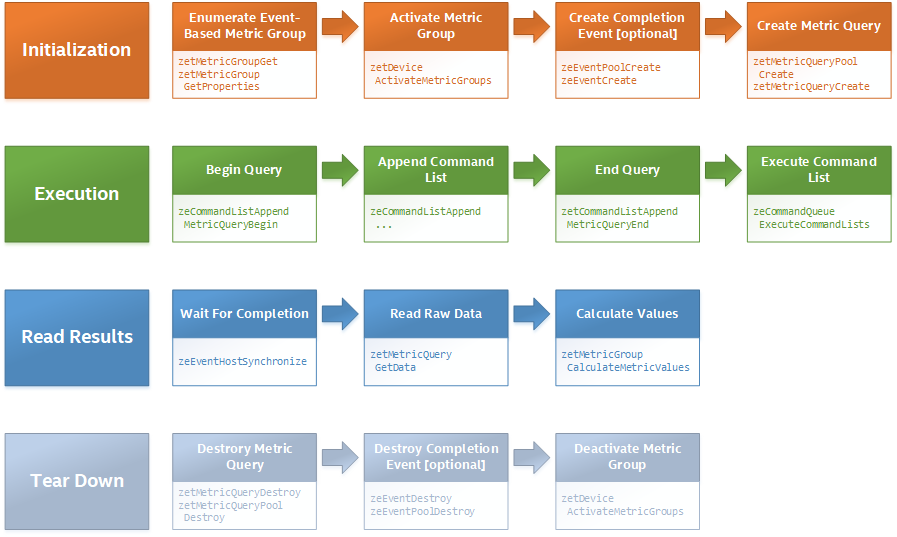 Initialization
Enumerate Event-
Based Metric Group
zetMetricGroupGet
zetMetricGroup
GetProperties
Activate Metric
Group
zetDevice
ActivateMetricGroups
Create Completion
Event [optional]
zeEventPoolCreate
zeEventCreate
Create Metric Query
zetMetricQueryPool
Create
zetMetricQueryCreate
Execution
Begin Query
zeCommandListAppend
MetricQueryBegin
Append Command
List
zeCommandListAppend
...
End Query
zetCommandListAppend
MetricQueryEnd
Execute Command
List
zeCommandQueue
ExecuteCommandLists
Read Results
Wait For Completion
zeEventHostSynchronize
Read Raw Data
zetMetricQuery
GetData
Calculate Values
zetMetricGroup
CalculateMetricValues
Tear Down
Destrory Metric
Query
zetMetricQueryDestroy
zetMetricQueryPool
Destroy
Destroy Completion
Event [optional]
zeEventDestroy
zeEventPoolDestroy
Deactivate Metric
Group
zetDevice
ActivateMetricGroups